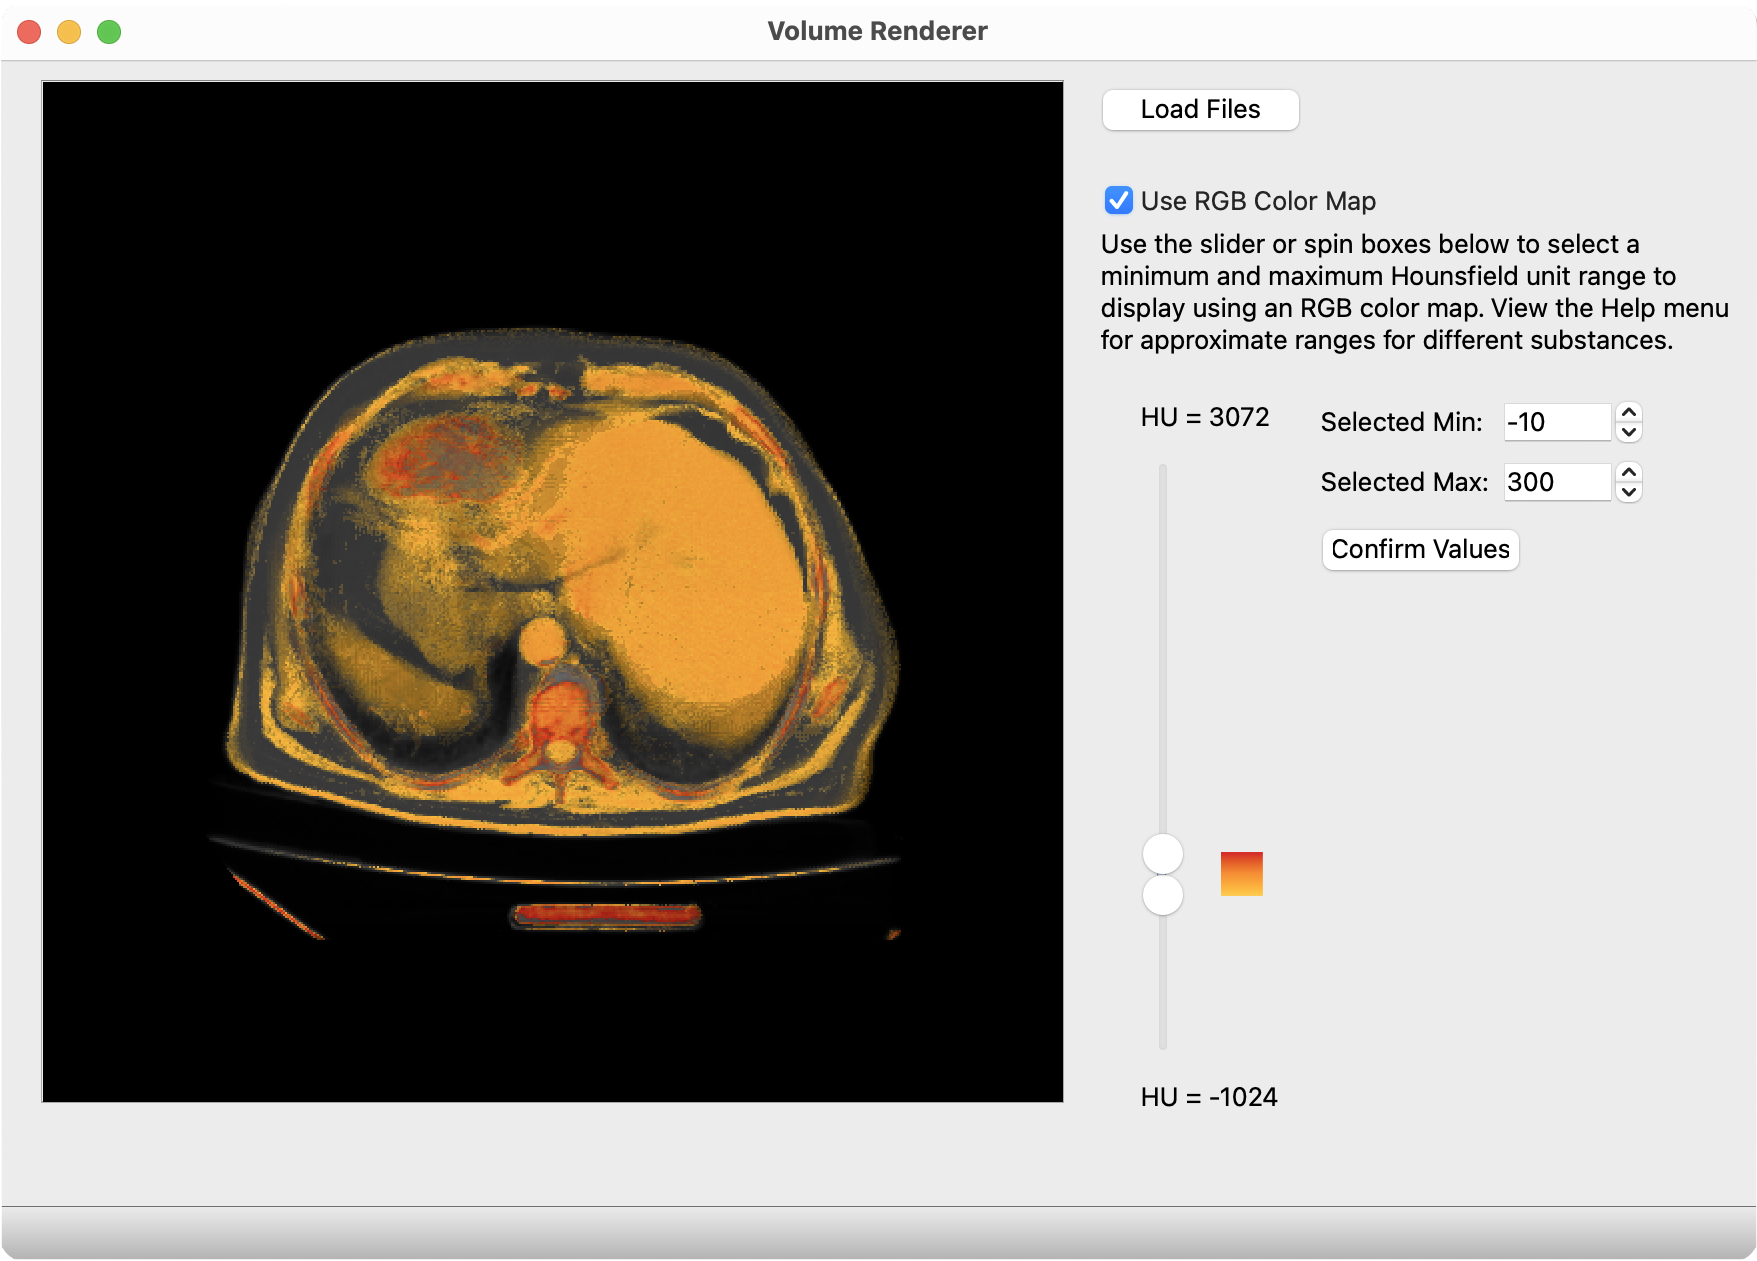 Volume Renderer
Load Files
Use RGB Color Map
Use the slider or spin boxes below to select a
minimum and maximum Hounsfield unit range to
display using an RGB color map. View the Help menu
for approximate ranges for different substances.
HU = 3072
Selected Min: -10
Selected Max: 300
Confirm Values
HU = -1024